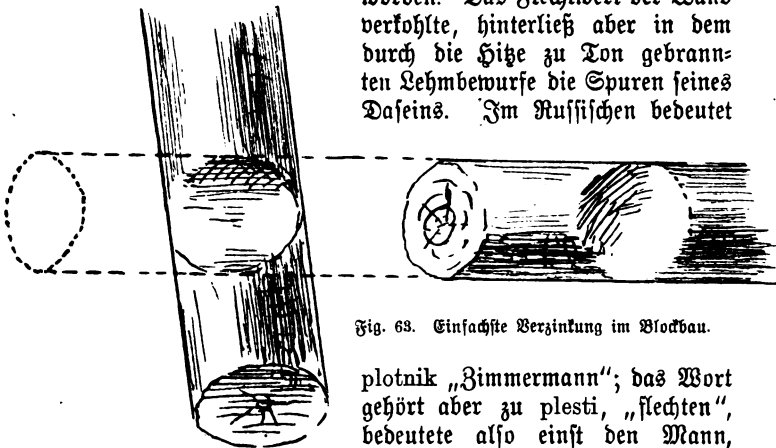 worden. Das Flechtwerk der Wand
verkohlte, hinterließ aber in dem
durch die Hitze zu Ton gebrann-
ten Lehmbewurfe die Spuren seines
Daseins. Im Russischen bedeutet
Fig. 63. Einfachste Verzinkung im Blockbau.
plotnik „Zimmermann“; das Wort
gehört aber zu plesti, „flechten“,
bedeutete also einst den Mann,